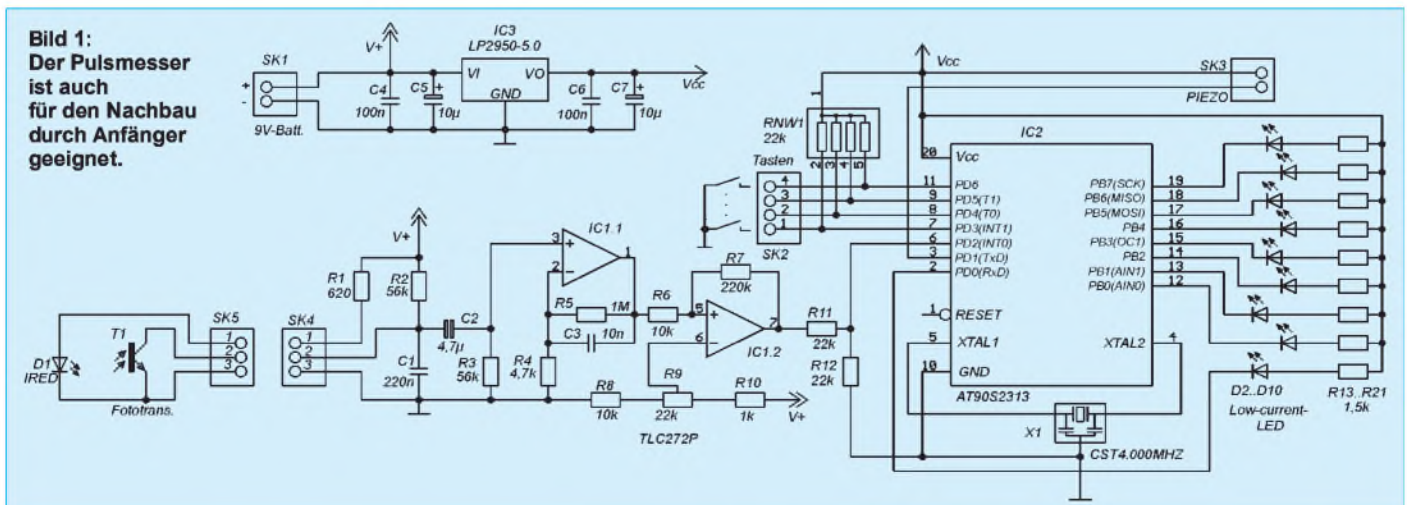 Bild 1:
Der Pulsmesser
ist auch
für den Nachbau
durch Anfänger
geeignet.
SK1
+
-
9V-Batt.
V+
C4
100n
C5
+
10µ
IC3
LP2950-5.0
VI
VO
GND
C6
100n
C7
+
10µ
Vcc
D1
IRED
T1
Fototrans.
SK5
1
2
3
SK4
1
2
3
R1
620
V+
R2
56k
C1
220n
C2
4,7µ
R3
56k
3
+
2
−
IC1.1
1
R5
1M
C3
10n
R4
4,7k
R6
10k
R7
220k
5
+
6
−
7
IC1.2
R8
10k
R9
22k
R10
1k
V+
TLC272P
R11
22k
R12
22k
Vcc
RNW1
22k
1
2
3
4
5
Tasten
4
3
2
1
SK2
SK3
PIEZO
IC2
20
Vcc
11
PD6
9
PD5(T1)
8
PD4(T0)
7
PD3(INT1)
6
PD2(INT0)
3
PD1(TxD)
2
PD0(RxD)
1
RESET
5
XTAL1
10
GND
PB7(SCK)
19
PB6(MISO)
18
PB5(MOSI)
17
PB4
16
PB3(OC1)
15
PB2
14
PB1(AIN1)
13
PB0(AIN0)
12
XTAL2
4
AT90S2313
X1
CST4.000MHZ
D2..D10
Low-current-
LED
R13..R21
1,5k